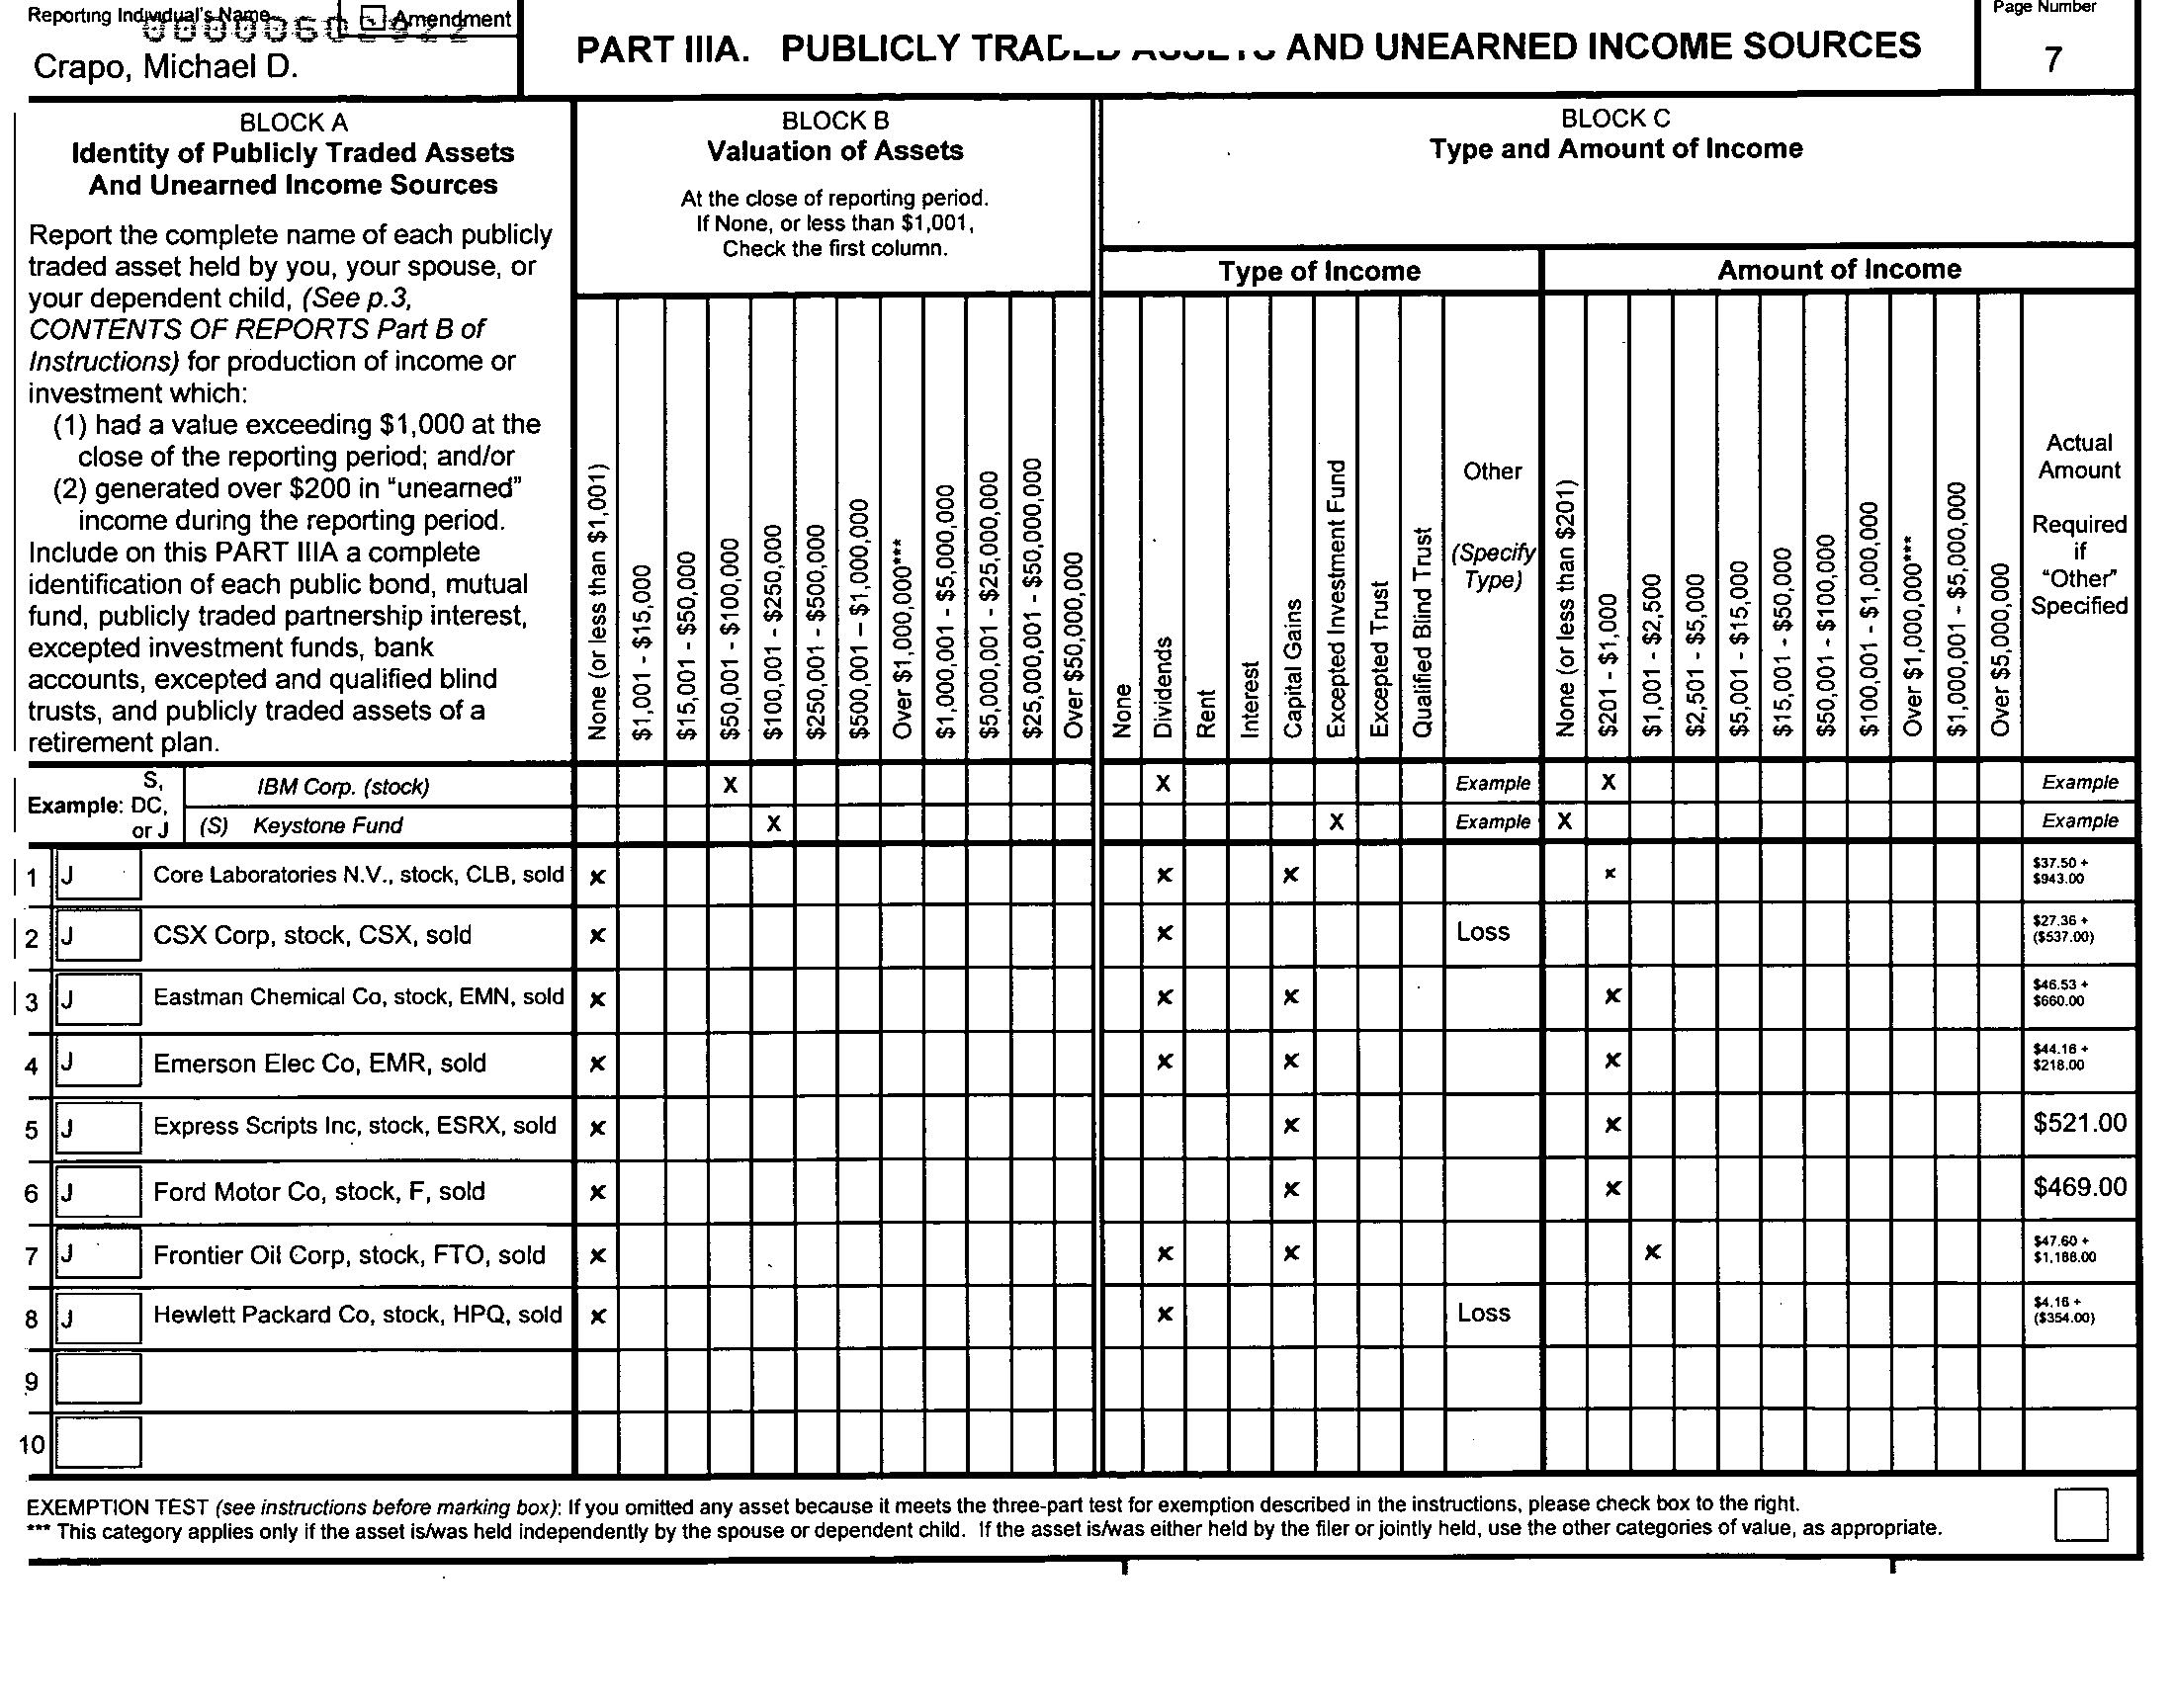 Reporting Individual's Name
Amendment
Crapo, Michael D.
PART IIIA. PUBLICLY TRADED ASSETS AND UNEARNED INCOME SOURCES
Page Number
7
BLOCK A
Identity of Publicly Traded Assets
And Unearned Income Sources
Report the complete name of each publicly
traded asset held by you, your spouse, or
your dependent child, (See p.3,
CONTENTS OF REPORTS Part B of
Instructions) for production of income or
investment which:
(1) had a value exceeding $1,000 at the
close of the reporting period; and/or
(2) generated over $200 in "unearned"
income during the reporting period.
Include on this PART IIIA a complete
identification of each public bond, mutual
fund, publicly traded partnership interest,
excepted investment funds, bank
accounts, excepted and qualified blind
trusts, and publicly traded assets of a
retirement plan.
BLOCK B
Valuation of Assets
At the close of reporting period.
If None, or less than $1,001,
Check the first column.
None (or less than $1,001)
$1,001 - $15,000
$15,001 - $50,000
$50,001 - $100,000
$100,001 - $250,000
$250,001 - $500,000
$500,001 – $1,000,000
Over $1,000,000***
$1,000,001 - $5,000,000
$5,000,001 - $25,000,000
$25,000,001 - $50,000,000
Over $50,000,000
BLOCK C
Type and Amount of Income
Type of Income
None
Dividends
Rent
Interest
Capital Gains
Excepted Investment Fund
Excepted Trust
Qualified Blind Trust
Other
(Specify
Type)
Amount of Income
None (or less than $201)
$201 - $1,000
$1,001 - $2,500
$2,501 - $5,000
$5,001 - $15,000
$15,001 - $50,000
$50,001 - $100,000
$100,001 - $1,000,000
Over $1,000,000***
$1,000,001 - $5,000,000
Over $5,000,000
Actual
Amount
Required
if
"Other"
Specified
Example: S, DC, or J
IBM Corp. (stock) X X Example X Example
(S) Keystone Fund X X Example X Example
1 J Core Laboratories N.V., stock, CLB, sold x x x x $37.50 + $943.00
2 J CSX Corp, stock, CSX, sold x x Loss $27.36 + ($537.00)
3 J Eastman Chemical Co, stock, EMN, sold x x x x $46.53 + $660.00
4 J Emerson Elec Co, EMR, sold x x x x $44.16 + $218.00
5 J Express Scripts Inc, stock, ESRX, sold x x x $521.00
6 J Ford Motor Co, stock, F, sold x x x $469.00
7 J Frontier Oil Corp, stock, FTO, sold x x x x $47.60 + $1,188.00
8 J Hewlett Packard Co, stock, HPQ, sold x x Loss $4.16 + ($354.00)
9
10
EXEMPTION TEST (see instructions before marking box): If you omitted any asset because it meets the three-part test for exemption described in the instructions, please check box to the right.
*** This category applies only if the asset is/was held independently by the spouse or dependent child. If the asset is/was either held by the filer or jointly held, use the other categories of value, as appropriate.